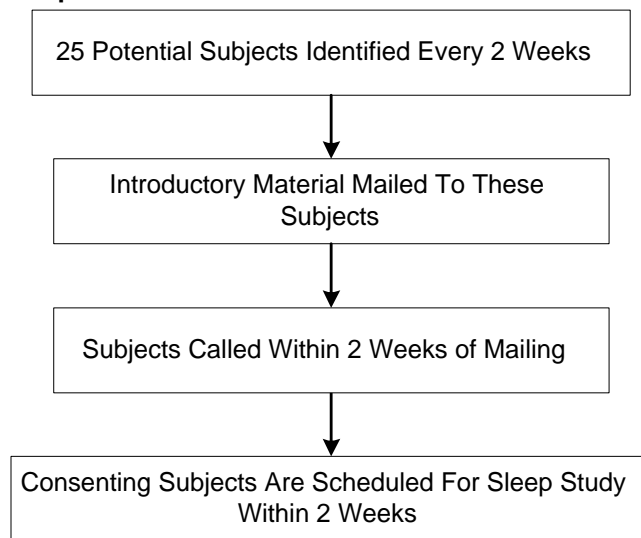 25 Potential Subjects Identified Every 2 Weeks
Introductory Material Mailed To These
Subjects
Subjects Called Within 2 Weeks of Mailing
Consenting Subjects Are Scheduled For Sleep Study
Within 2 Weeks